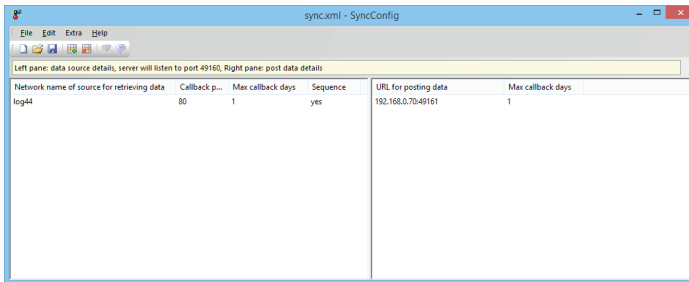 sync.xml - SyncConfig
File Edit Extra Help
Left pane: data source details, server will listen to port 49160, Right pane: post data details
Network name of source for retrieving data Callback p... Max callback days Sequence URL for posting data Max callback days
log44 80 1 yes 192.168.0.70:49161 1